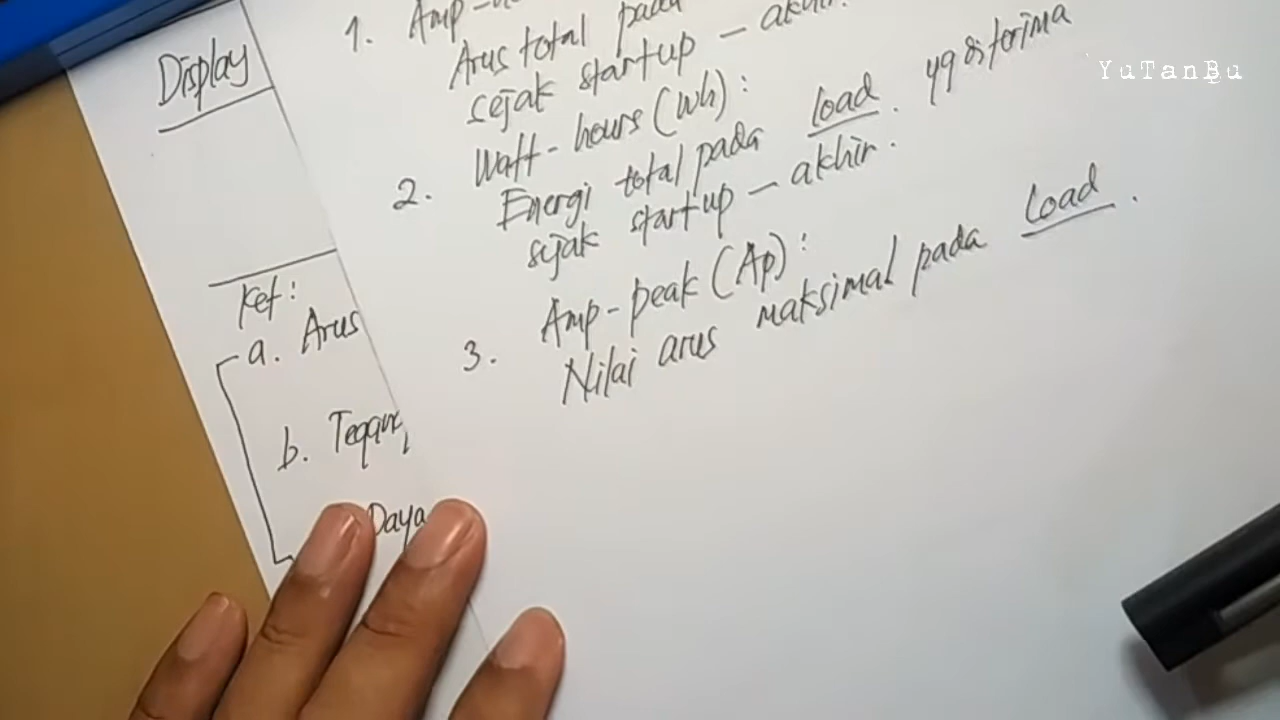 YuTanBu
Display
1. Amp-
Arus total pada
sejak startup - akhir.
2. Watt-hours (Wh):
Energi total pada load. yg diterima
sejak startup - akhir.
3. Amp-peak (Ap):
Nilai arus maksimal pada load.
Ket:
a. Arus
b. Tegan
Daya